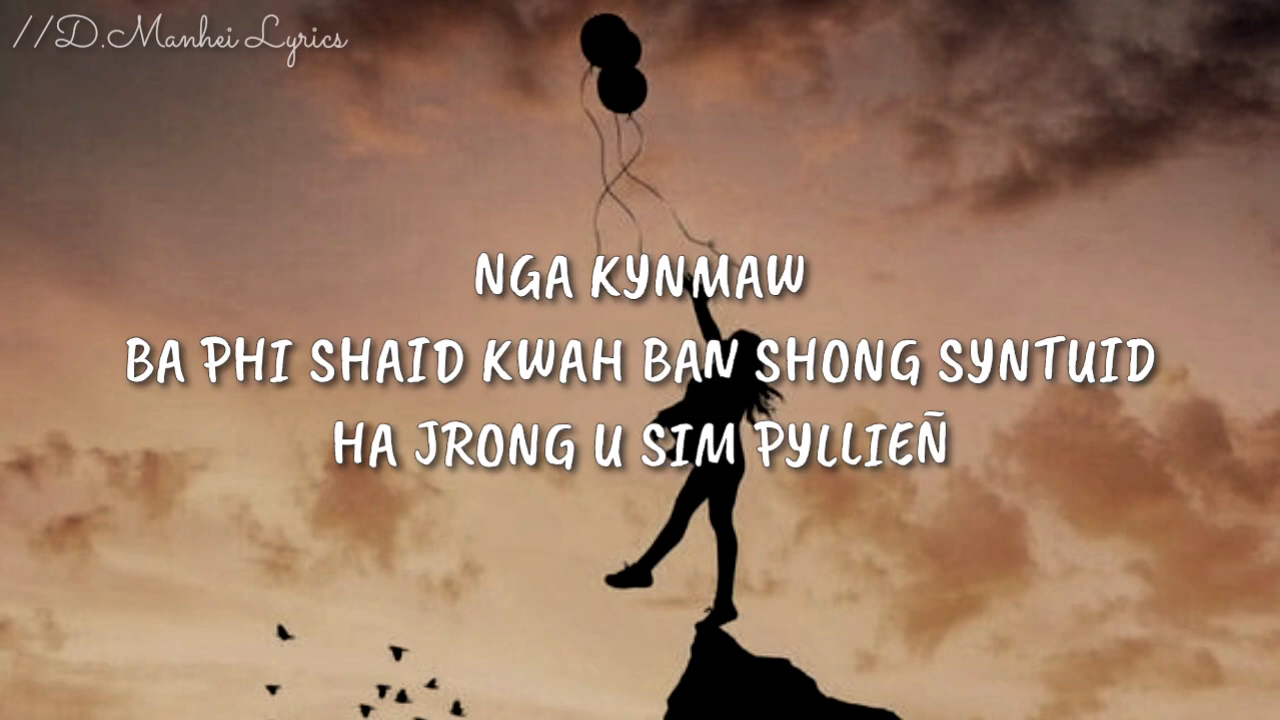 //D.Manhei Lyrics
NGA KYNMAW
BA PHI SHAID KWAH BAN SHONG SYNTUID
HA JRONG U SIM PYLLIEÑ